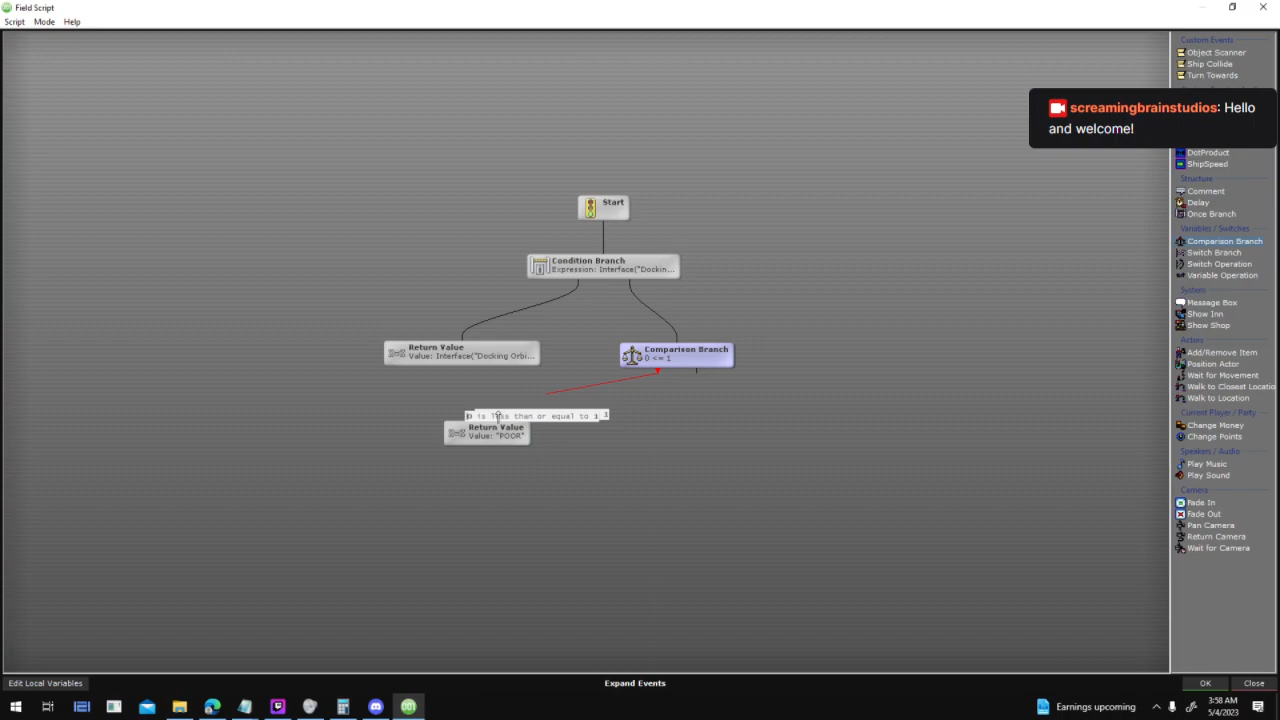 Field Script
Script Mode Help
Custom Events
Object Scanner
Ship Collide
Turn Towards
screamingbrainstudios: Hello
and welcome!
DotProduct
ShipSpeed
Structure
Comment
Delay
Once Branch
Variables / Switches
Comparison Branch
Switch Branch
Switch Operation
Variable Operation
System
Message Box
Show Inn
Show Shop
Actors
Add/Remove Item
Position Actor
Wait for Movement
Walk to Closest Locatio
Walk to Location
Current Player / Party
Change Money
Change Points
Speakers / Audio
Play Music
Play Sound
Camera
Fade In
Fade Out
Pan Camera
Return Camera
Wait for Camera
Start
Condition Branch
Expression: Interface("Dockin...
Return Value
Value: Interface("Docking Orbi...
Comparison Branch
0 <= 1
0 is less than or equal to 1
Return Value
Value: "POOR"
Edit Local Variables
Expand Events
OK
Close
Earnings upcoming
3:58 AM
5/4/2023